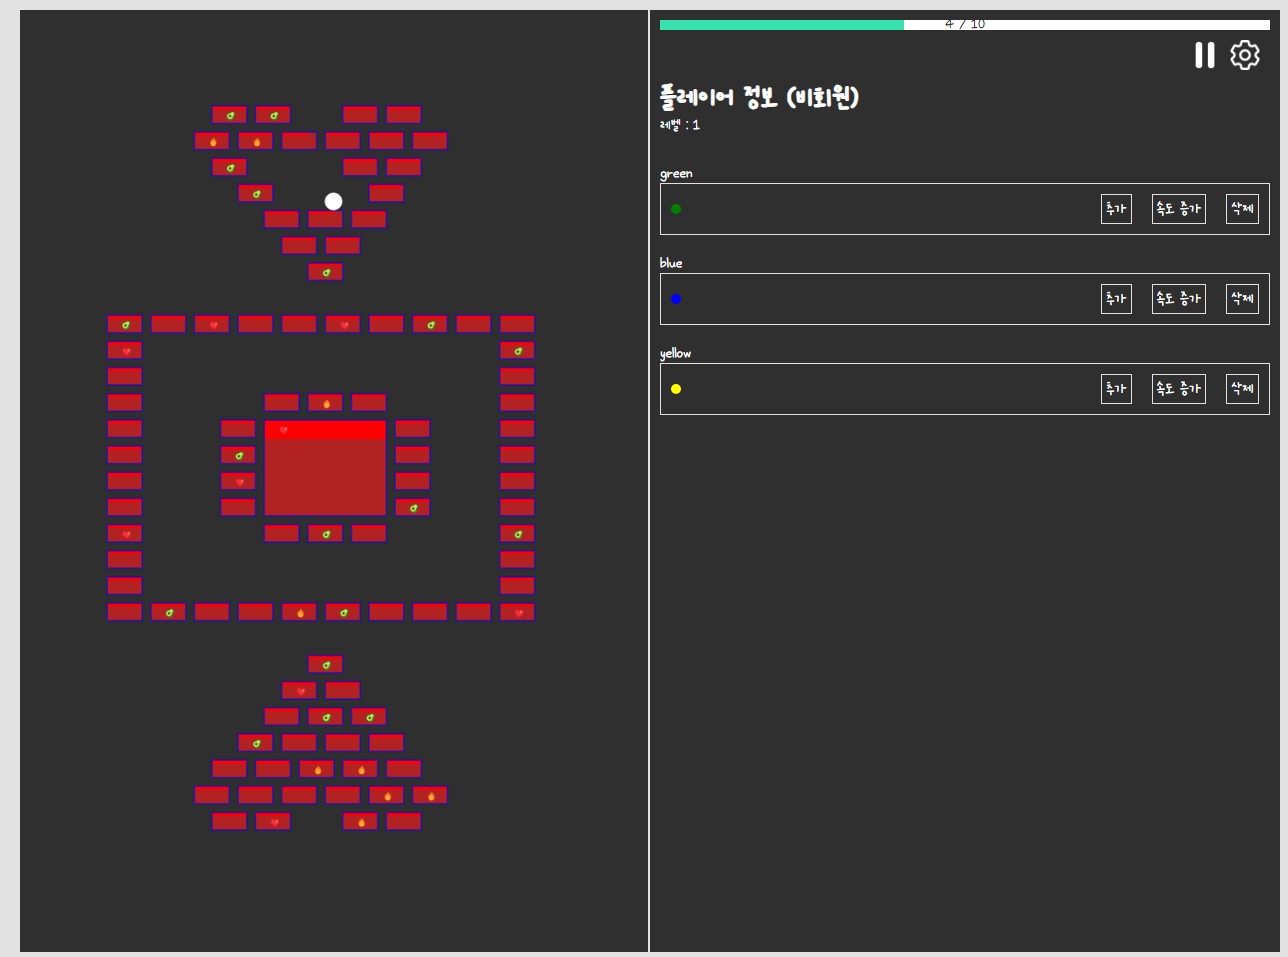 4 / 10
플레이어 정보 (비회원)
레벨 : 1
green
추가 속도 증가 삭제
blue
추가 속도 증가 삭제
yellow
추가 속도 증가 삭제